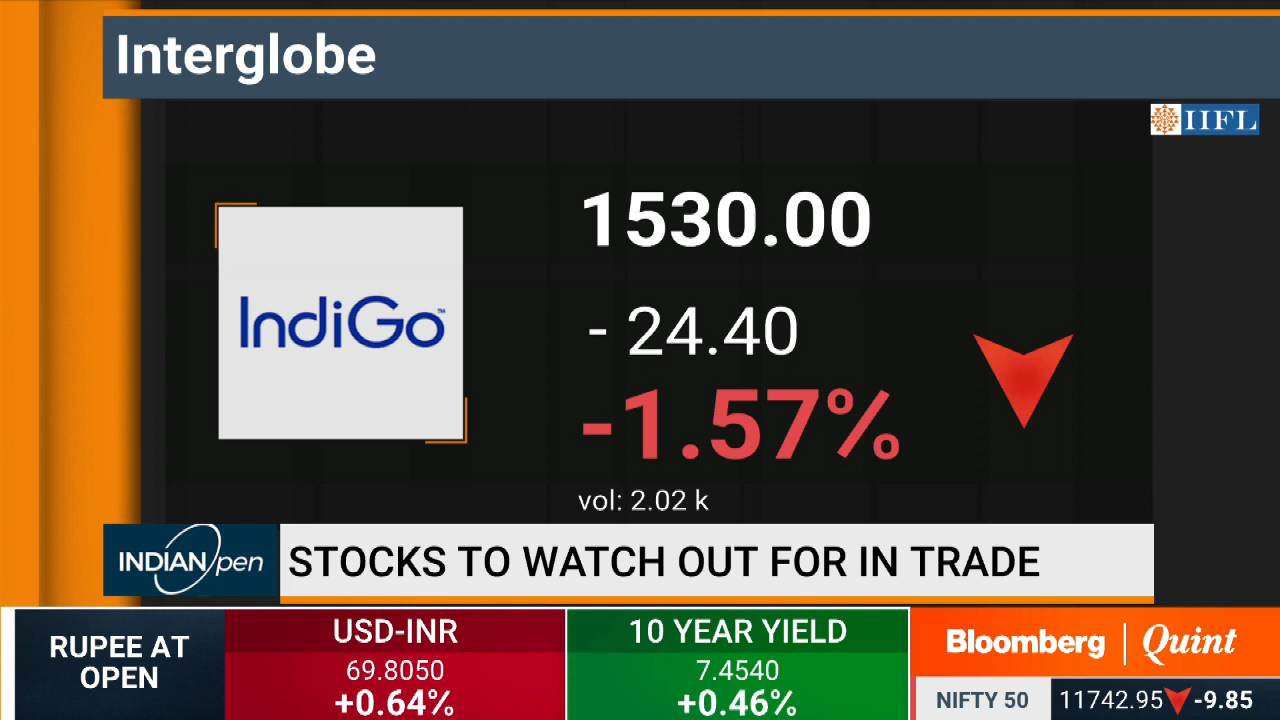 Interglobe
IIFL
1530.00
IndiGo™
- 24.40
-1.57%
vol: 2.02 k
INDIAN Open
STOCKS TO WATCH OUT FOR IN TRADE
RUPEE AT
OPEN
USD-INR
69.8050
+0.64%
10 YEAR YIELD
7.4540
+0.46%
Bloomberg | Quint
NIFTY 50
11742.95 -9.85